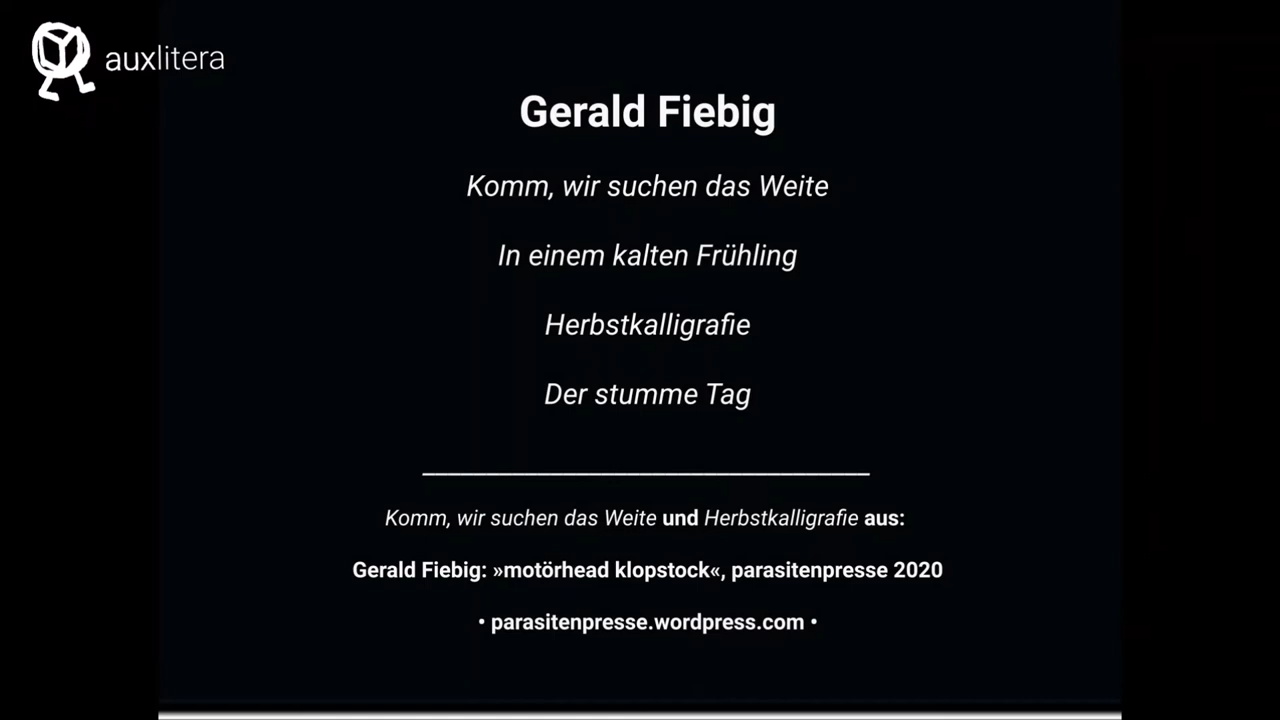 auxlitera
Gerald Fiebig
Komm, wir suchen das Weite
In einem kalten Frühling
Herbstkalligrafie
Der stumme Tag
Komm, wir suchen das Weite und Herbstkalligrafie aus:
Gerald Fiebig: »motörhead klopstock«, parasitenpresse 2020
• parasitenpresse.wordpress.com •